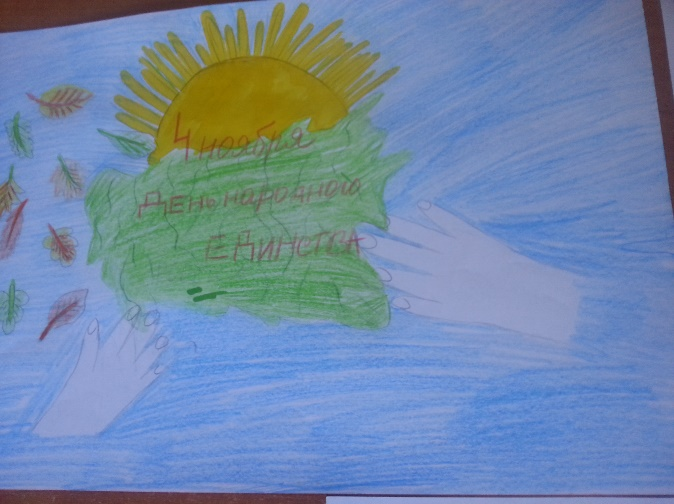 4 ноября
День народного
ЕДинства